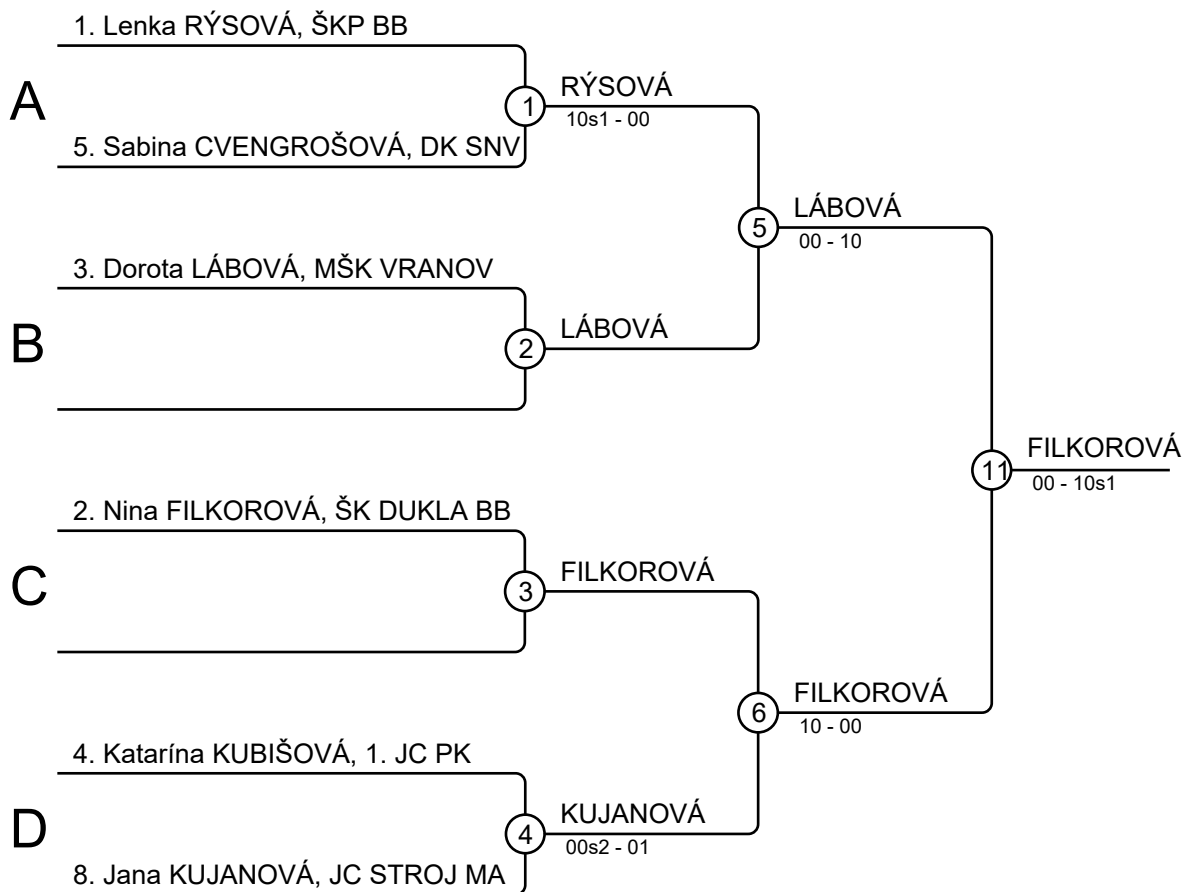 1. Lenka RÝSOVÁ, ŠKP BB
A
1
RÝSOVÁ
10s1 - 00
5. Sabina CVENGROŠOVÁ, DK SNV
5
LÁBOVÁ
00 - 10
3. Dorota LÁBOVÁ, MŠK VRANOV
B
2
LÁBOVÁ
11
FILKOROVÁ
00 - 10s1
2. Nina FILKOROVÁ, ŠK DUKLA BB
C
3
FILKOROVÁ
6
FILKOROVÁ
10 - 00
4. Katarína KUBIŠOVÁ, 1. JC PK
D
4
KUJANOVÁ
00s2 - 01
8. Jana KUJANOVÁ, JC STROJ MA